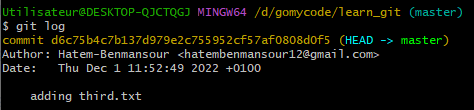 Utilisateur@DESKTOP-QJCTQGJ MINGW64 /d/gomycode/learn_git (master)
$ git log
commit d6c75b4c7b137d979e2c755952cf57af0808d0f5 (HEAD -> master)
Author: Hatem-Benmansour <hatembenmansour12@gmail.com>
Date:   Thu Dec 1 11:52:49 2022 +0100
    adding third.txt